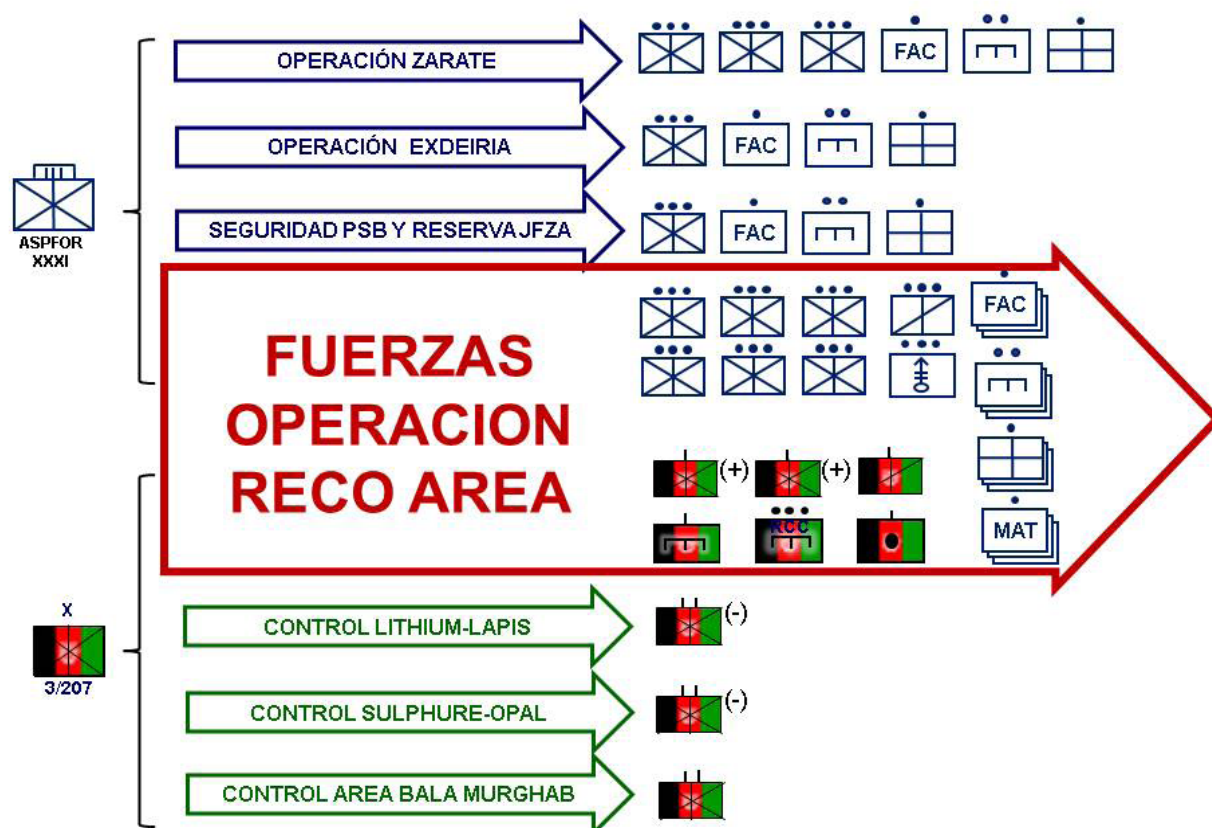 OPERACIÓN ZARATE
FAC
OPERACIÓN EXDEIRIA
FAC
ASPFOR
XXXI
SEGURIDAD PSB Y RESERVA JFZA
FAC
FUERZAS
OPERACION
RECO AREA
FAC
(+)
(+)
RCC
MAT
X
3/207
CONTROL LITHIUM-LAPIS
(-)
CONTROL SULPHURE-OPAL
(-)
CONTROL AREA BALA MURGHAB